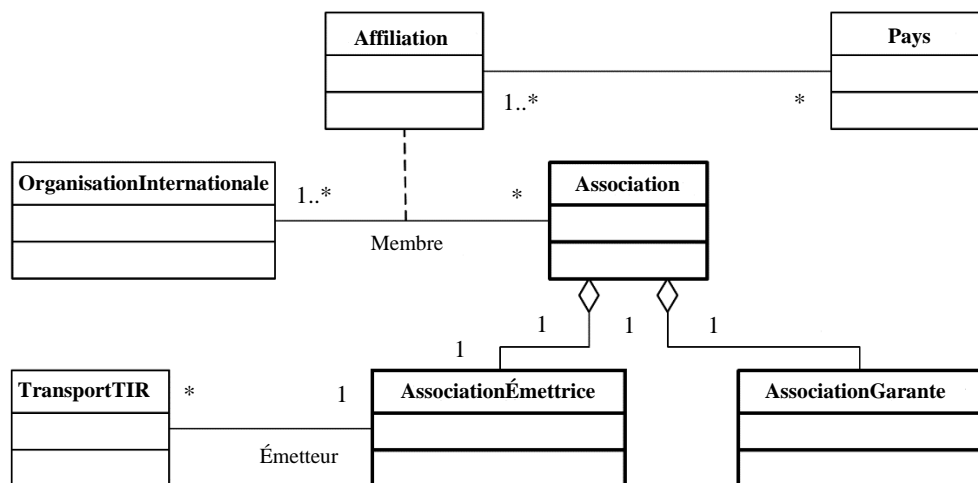 Affiliation
Pays
1..*
*
OrganisationInternationale
Association
1..*
*
Membre
1
1
1
1
TransportTIR
*
1
AssociationÉmettrice
AssociationGarante
Émetteur